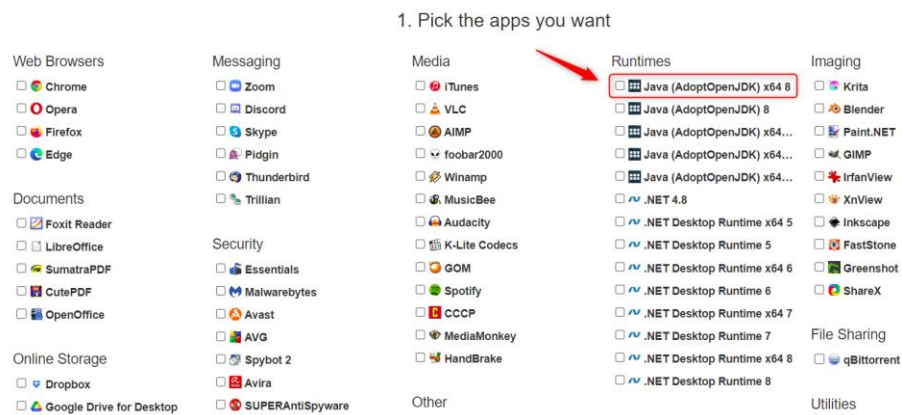 1. Pick the apps you want
Web Browsers
Chrome
Opera
Firefox
Edge
Documents
Foxit Reader
LibreOffice
SumatraPDF
CutePDF
OpenOffice
Online Storage
Dropbox
Google Drive for Desktop
Messaging
Zoom
Discord
Skype
Pidgin
Thunderbird
Trillian
Security
Essentials
Malwarebytes
Avast
AVG
Spybot 2
Avira
SUPERAntiSpyware
Media
iTunes
VLC
AIMP
foobar2000
Winamp
MusicBee
Audacity
K-Lite Codecs
GOM
Spotify
CCCP
MediaMonkey
HandBrake
Other
Runtimes
Java (AdoptOpenJDK) x64 8
Java (AdoptOpenJDK) 8
Java (AdoptOpenJDK) x64...
Java (AdoptOpenJDK) x64...
Java (AdoptOpenJDK) x64...
.NET 4.8
.NET Desktop Runtime x64 5
.NET Desktop Runtime 5
.NET Desktop Runtime x64 6
.NET Desktop Runtime 6
.NET Desktop Runtime x64 7
.NET Desktop Runtime 7
.NET Desktop Runtime x64 8
.NET Desktop Runtime 8
Imaging
Krita
Blender
Paint.NET
GIMP
IrfanView
XnView
Inkscape
FastStone
Greenshot
ShareX
File Sharing
qBittorrent
Utilities